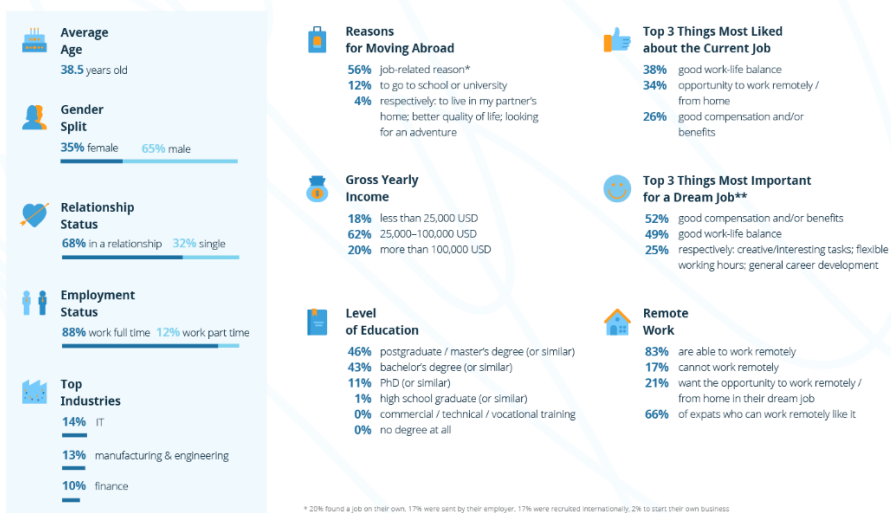 Average
Age
38.5 years old
Gender
Split
35% female 65% male
Relationship
Status
68% in a relationship 32% single
Employment
Status
88% work full time 12% work part time
Top
Industries
14% IT
13% manufacturing & engineering
10% finance
Reasons
for Moving Abroad
56% job-related reason*
12% to go to school or university
4% respectively: to live in my partner's
home; better quality of life; looking
for an adventure
Gross Yearly
Income
18% less than 25,000 USD
62% 25,000–100,000 USD
20% more than 100,000 USD
Level
of Education
46% postgraduate / master's degree (or similar)
43% bachelor's degree (or similar)
11% PhD (or similar)
1% high school graduate (or similar)
0% commercial / technical / vocational training
0% no degree at all
Top 3 Things Most Liked
about the Current Job
38% good work-life balance
34% opportunity to work remotely /
from home
26% good compensation and/or
benefits
Top 3 Things Most Important
for a Dream Job**
52% good compensation and/or benefits
49% good work-life balance
25% respectively: creative/interesting tasks; flexible
working hours; general career development
Remote
Work
83% are able to work remotely
17% cannot work remotely
21% want the opportunity to work remotely /
from home in their dream job
66% of expats who can work remotely like it
* 20% found a job on their own, 17% were sent by their employer, 17% were recruited internationally, 2% to start their own business